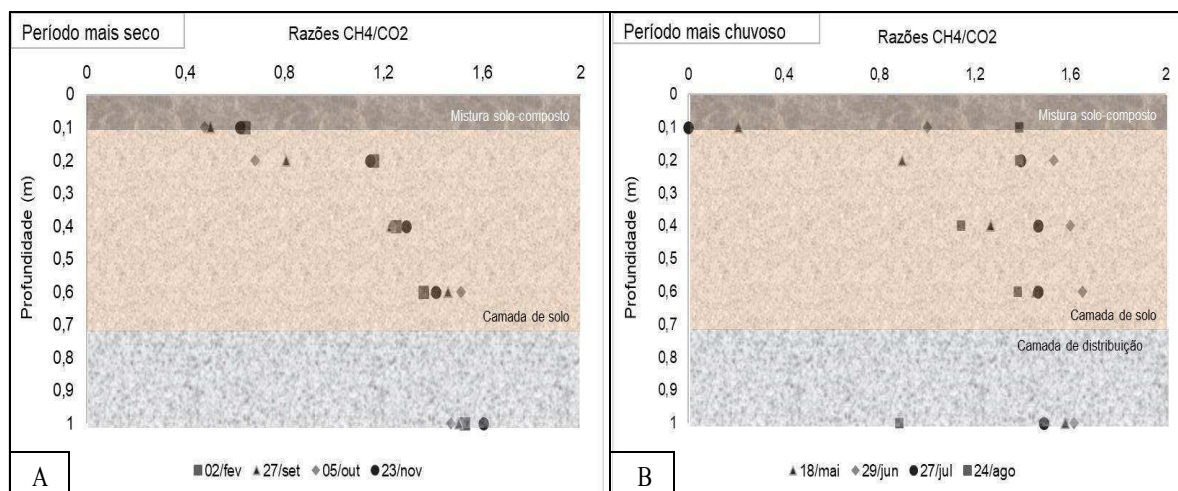 Período mais seco
Razões CH4/CO2
0 0,4 0,8 1,2 1,6 2
Profundidade (m)
0
0,1
0,2
0,3
0,4
0,5
0,6
0,7
0,8
0,9
1
Mistura solo-composto
Camada de solo
02/fev 27/set 05/out 23/nov
A
Período mais chuvoso
Razões CH4/CO2
0 0,4 0,8 1,2 1,6 2
Profundidade (m)
0
0,1
0,2
0,3
0,4
0,5
0,6
0,7
0,8
0,9
1
Mistura solo-composto
Camada de solo
Camada de distribuição
18/mai 29/jun 27/jul 24/ago
B